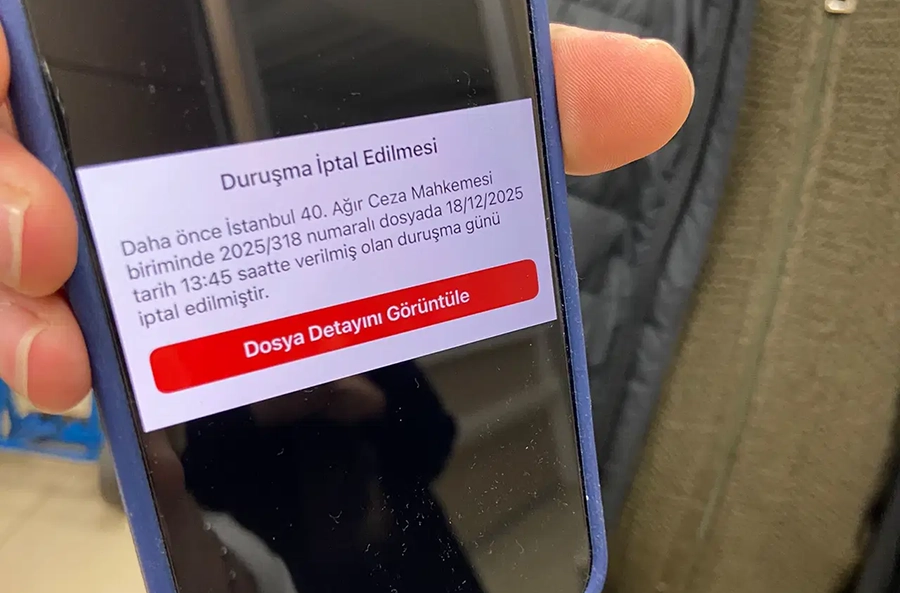 Duruşma İptal Edilmesi
Daha önce İstanbul 40. Ağır Ceza Mahkemesi
biriminde 2025/318 numaralı dosyada 18/12/2025
tarih 13:45 saatte verilmiş olan duruşma günü
iptal edilmiştir.
Dosya Detayını Görüntüle